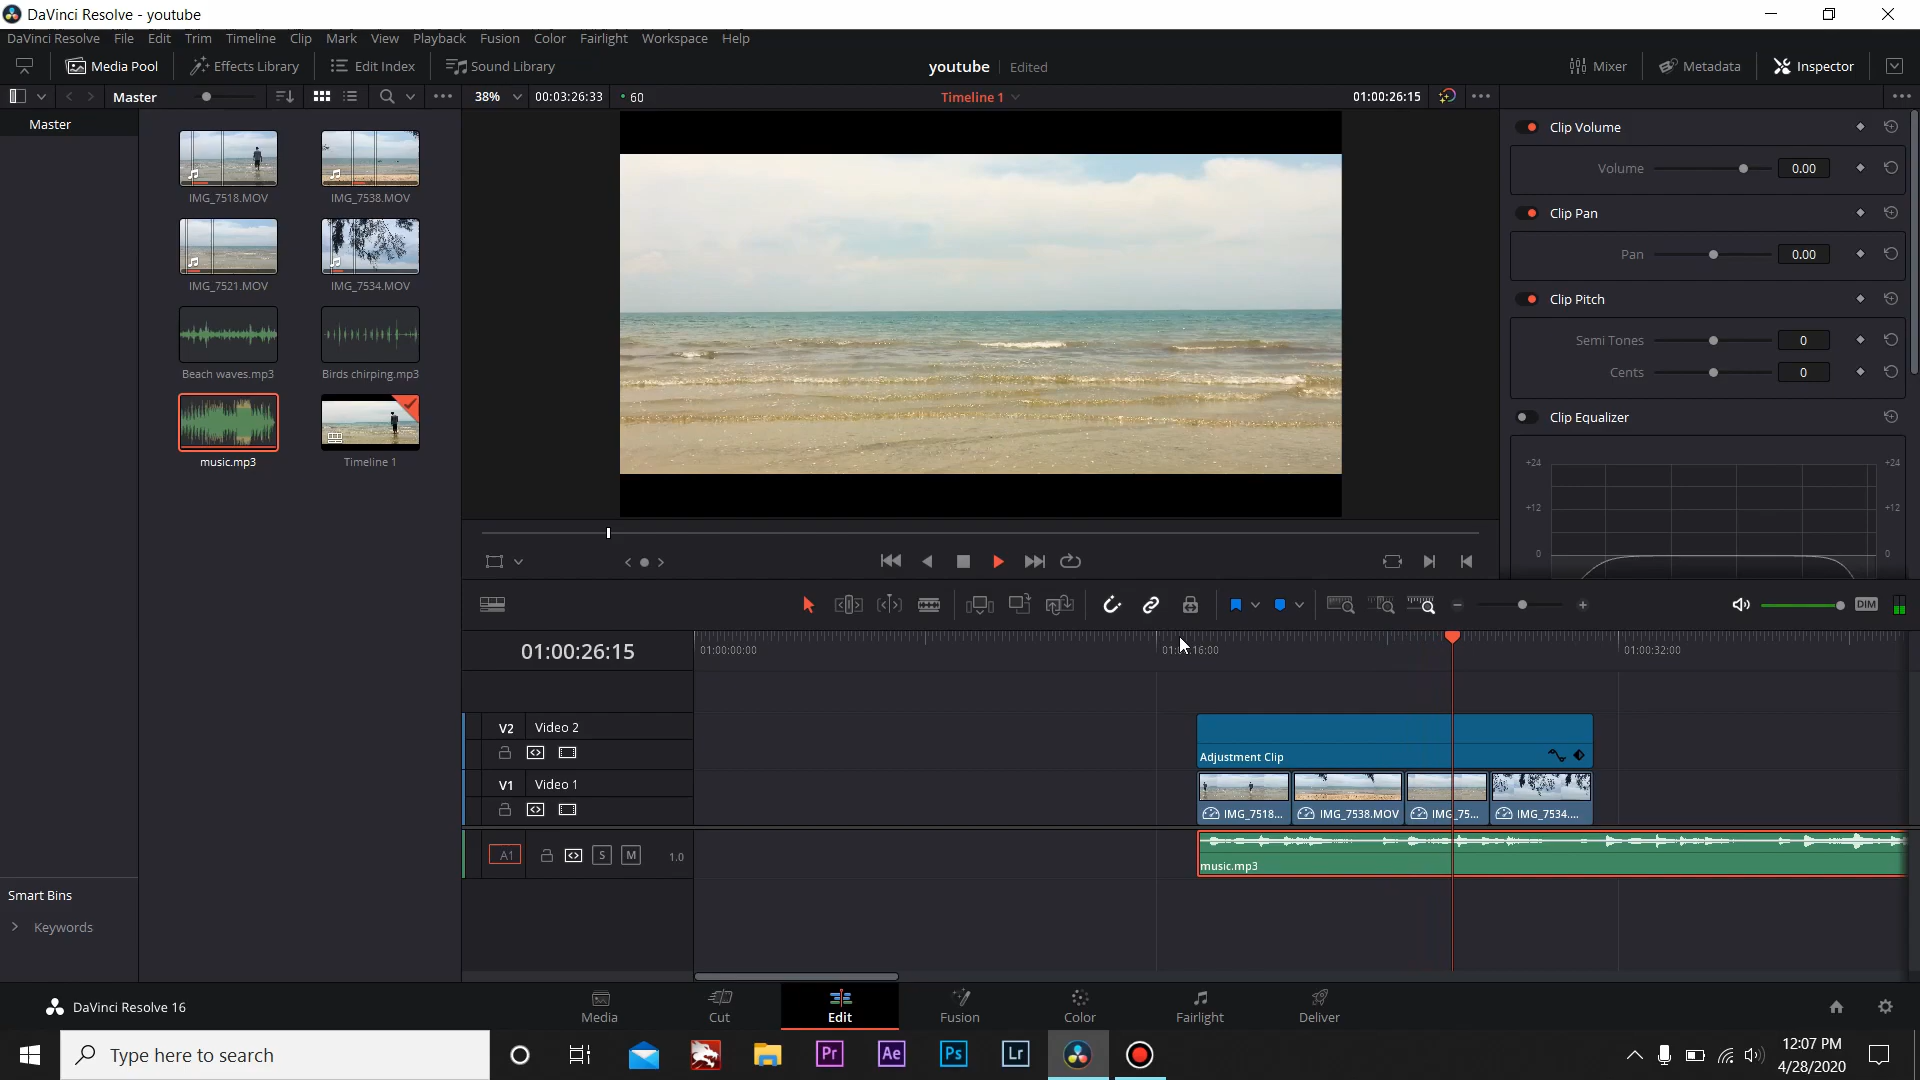 DaVinci Resolve - youtube
DaVinci Resolve File Edit Trim Timeline Clip Mark View Playback Fusion Color Fairlight Workspace Help
Media Pool Effects Library Edit Index Sound Library youtube Edited Mixer Metadata Inspector
Master 38% 00:03:26:33 60 Timeline 1 01:00:26:15
Master
IMG_7518.MOV IMG_7538.MOV
IMG_7521.MOV IMG_7534.MOV
Beach waves.mp3 Birds chirping.mp3
music.mp3 Timeline 1
Clip Volume
Volume 0.00
Clip Pan
Pan 0.00
Clip Pitch
Semi Tones 0
Cents 0
Clip Equalizer
+24 +24
+12 +12
0 0
DIM
01:00:26:15 01:00:00:00 16:00 01:00:32:00
V2 Video 2
Adjustment Clip
V1 Video 1
IMG_7518... IMG_7538.MOV IMG_75... IMG_7534....
A1 S M 1.0
music.mp3
Smart Bins
Keywords
DaVinci Resolve 16
Media Cut Edit Fusion Color Fairlight Deliver
Type here to search
Pr Ae Ps Lr
12:07 PM
4/28/2020